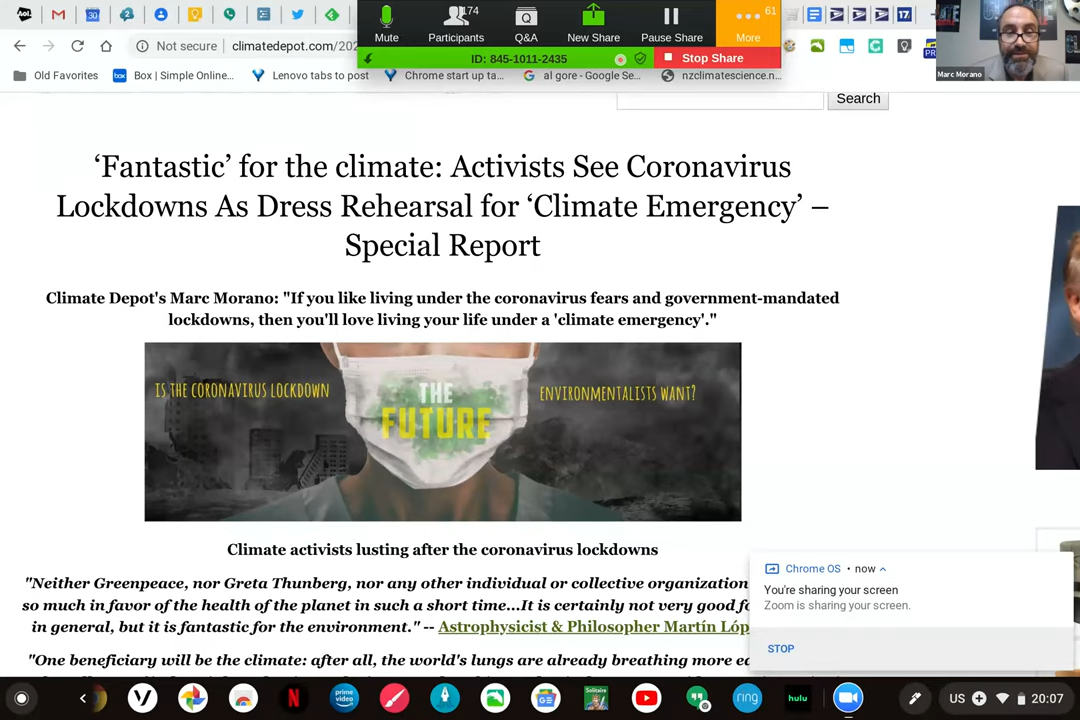 Mute
174
Participants
Q&A
New Share
Pause Share
61
More
17
Not secure
climatedepot.com/202
ID: 845-1011-2435
Stop Share
Marc Morano
Old Favorites
box
Box | Simple Online...
Lenovo tabs to post
Chrome start up ta...
al gore - Google Se...
nzclimatescience.n...
Search
‘Fantastic’ for the climate: Activists See Coronavirus
Lockdowns As Dress Rehearsal for ‘Climate Emergency’ –
Special Report
Climate Depot's Marc Morano: "If you like living under the coronavirus fears and government-mandated
lockdowns, then you'll love living your life under a 'climate emergency'."
IS THE CORONAVIRUS LOCKDOWN
THE
FUTURE
ENVIRONMENTALISTS WANT?
Climate activists lusting after the coronavirus lockdowns
"Neither Greenpeace, nor Greta Thunberg, nor any other individual or collective organization
so much in favor of the health of the planet in such a short time...It is certainly not very good fo
in general, but it is fantastic for the environment." -- Astrophysicist & Philosopher Martín Lóp
"One beneficiary will be the climate: after all, the world's lungs are already breathing more ea
Chrome OS • now
You're sharing your screen
Zoom is sharing your screen.
STOP
prime video
Solitaire
ring
hulu
US
20:07